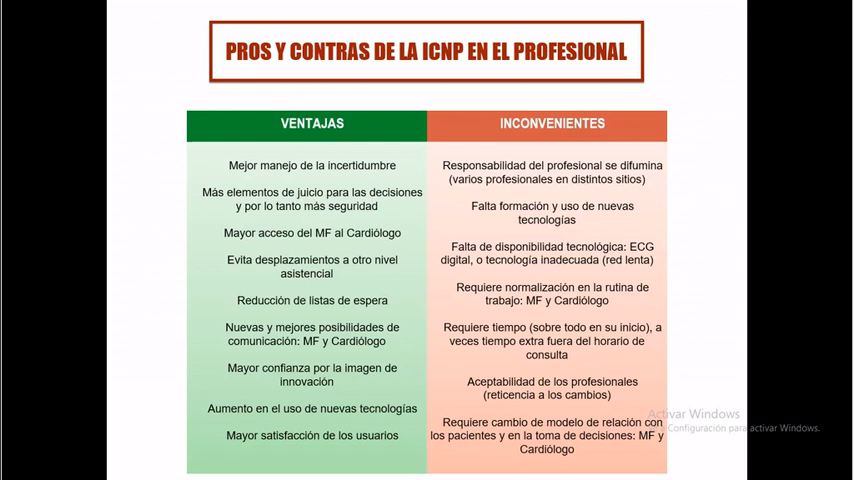 PROS Y CONTRAS DE LA ICNP EN EL PROFESIONAL
VENTAJAS
Mejor manejo de la incertidumbre
Más elementos de juicio para las decisiones
y por lo tanto más seguridad
Mayor acceso del MF al Cardiólogo
Evita desplazamientos a otro nivel
asistencial
Reducción de listas de espera
Nuevas y mejores posibilidades de
comunicación: MF y Cardiólogo
Mayor confianza por la imagen de
innovación
Aumento en el uso de nuevas tecnologías
Mayor satisfacción de los usuarios
INCONVENIENTES
Responsabilidad del profesional se difumina
(varios profesionales en distintos sitios)
Falta formación y uso de nuevas
tecnologías
Falta de disponibilidad tecnológica: ECG
digital, o tecnología inadecuada (red lenta)
Requiere normalización en la rutina de
trabajo: MF y Cardiólogo
Requiere tiempo (sobre todo en su inicio), a
veces tiempo extra fuera del horario de
consulta
Aceptabilidad de los profesionales
(reticencia a los cambios)
Requiere cambio de modelo de relación con
los pacientes y en la toma de decisiones: MF y
Cardiólogo
Activar Windows
Configuración para activar Windows.